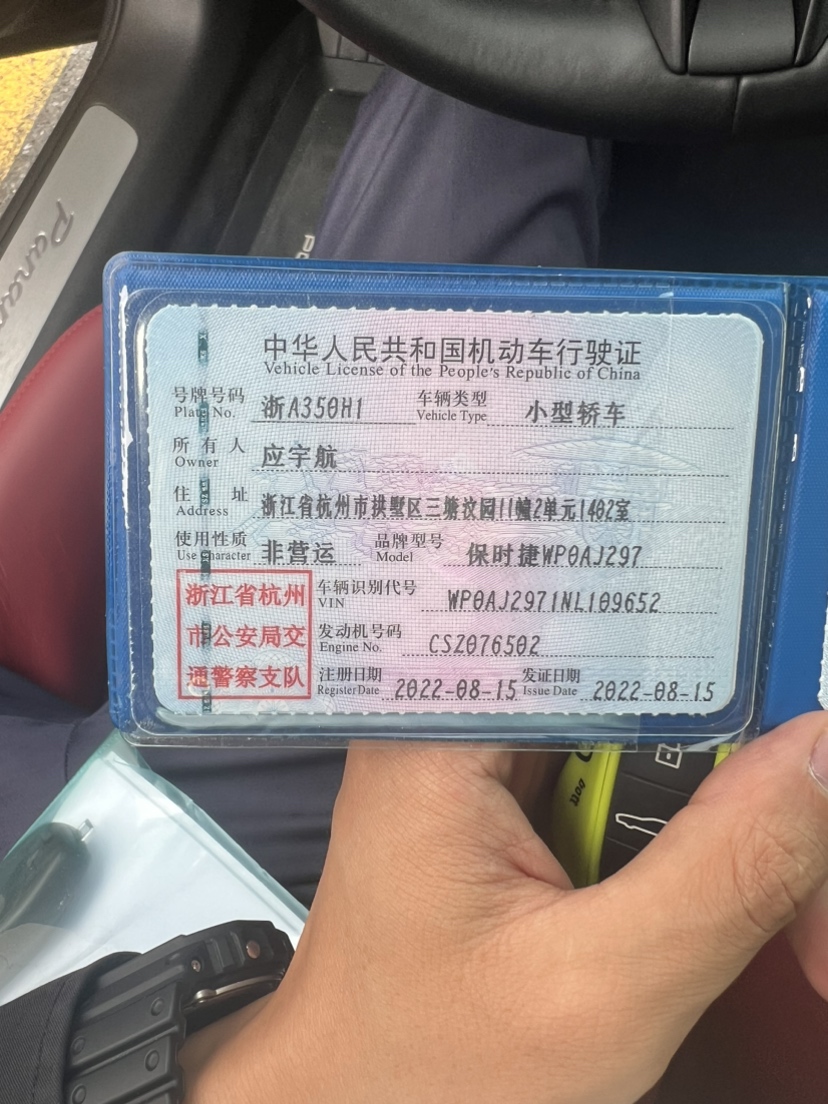 Panam
中华人民共和国机动车行驶证
Vehicle License of the People's Republic of China
号牌号码 浙A350H1 车辆类型 小型轿车
Plate No. Vehicle Type
所有人 应宇航
Owner
住址 浙江省杭州市拱墅区三塘汶园11幢2单元1402室
Address
使用性质 非营运 品牌型号 保时捷WP0AJ297
Use Character Model
浙江省杭州
市公安局交
通警察支队
车辆识别代号 WP0AJ2971NL109652
VIN
发动机号码 CSZ076502
Engine No.
注册日期 2022-08-15 发证日期 2022-08-15
Register Date Issue Date